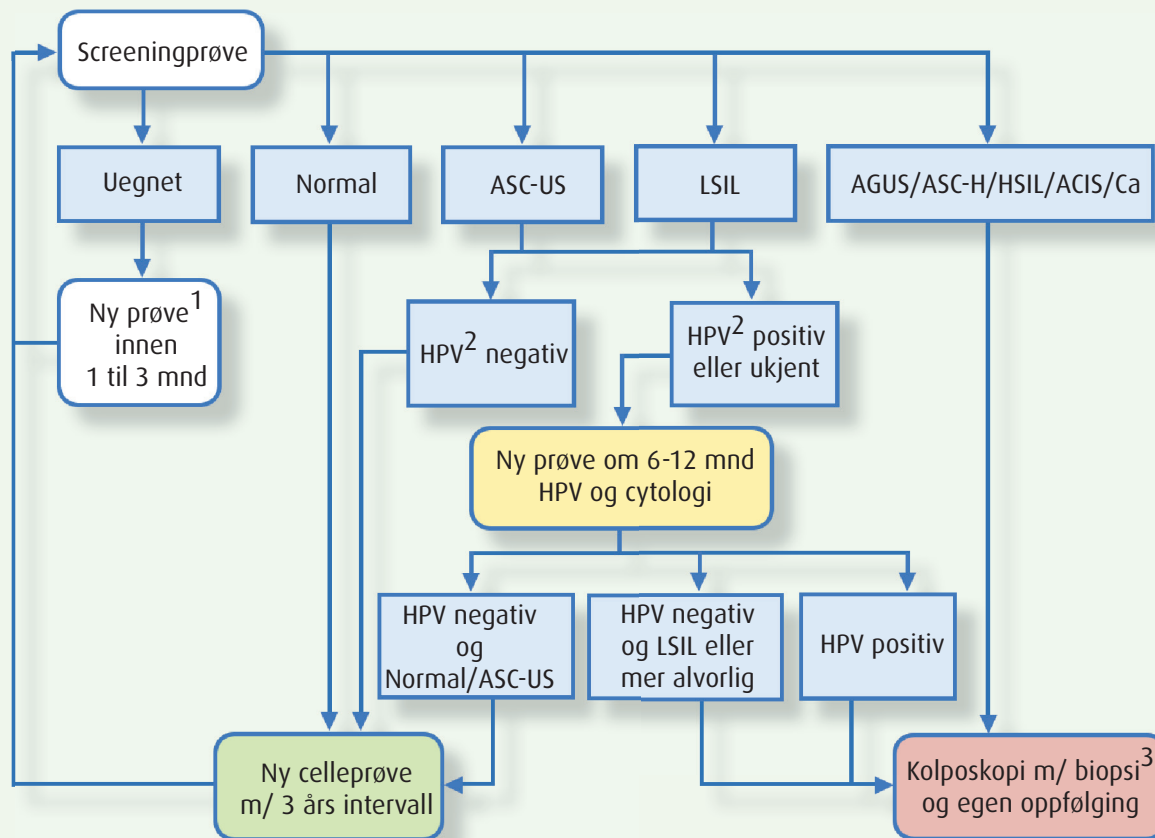 Screeningprøve
Uegnet
Normal
ASC-US
LSIL
AGUS/ASC-H/HSIL/ACIS/Ca
Ny prøve1
innen
1 til 3 mnd
HPV2 negativ
HPV2 positiv
eller ukjent
Ny prøve om 6-12 mnd
HPV og cytologi
HPV negativ
og
Normal/ASC-US
HPV negativ
og LSIL eller
mer alvorlig
HPV positiv
Ny celleprøve
m/ 3 års intervall
Kolposkopi m/ biopsi3
og egen oppfølging